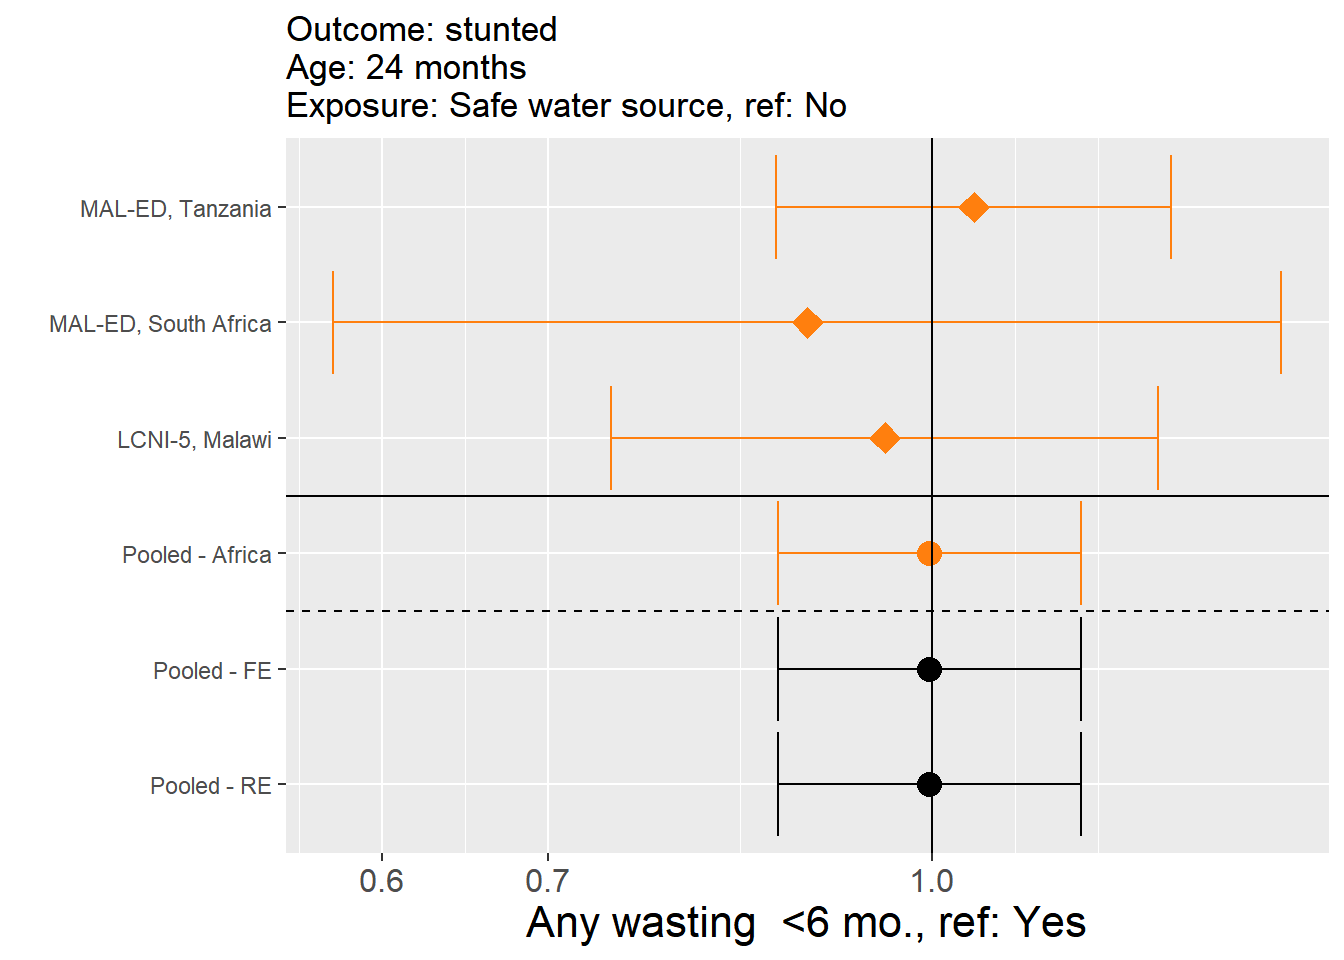 Outcome: stunted
Age: 24 months
Exposure: Safe water source, ref: No
MAL-ED, Tanzania
MAL-ED, South Africa
LCNI-5, Malawi
Pooled - Africa
Pooled - FE
Pooled - RE
0.6 0.7 1.0
Any wasting  <6 mo., ref: Yes